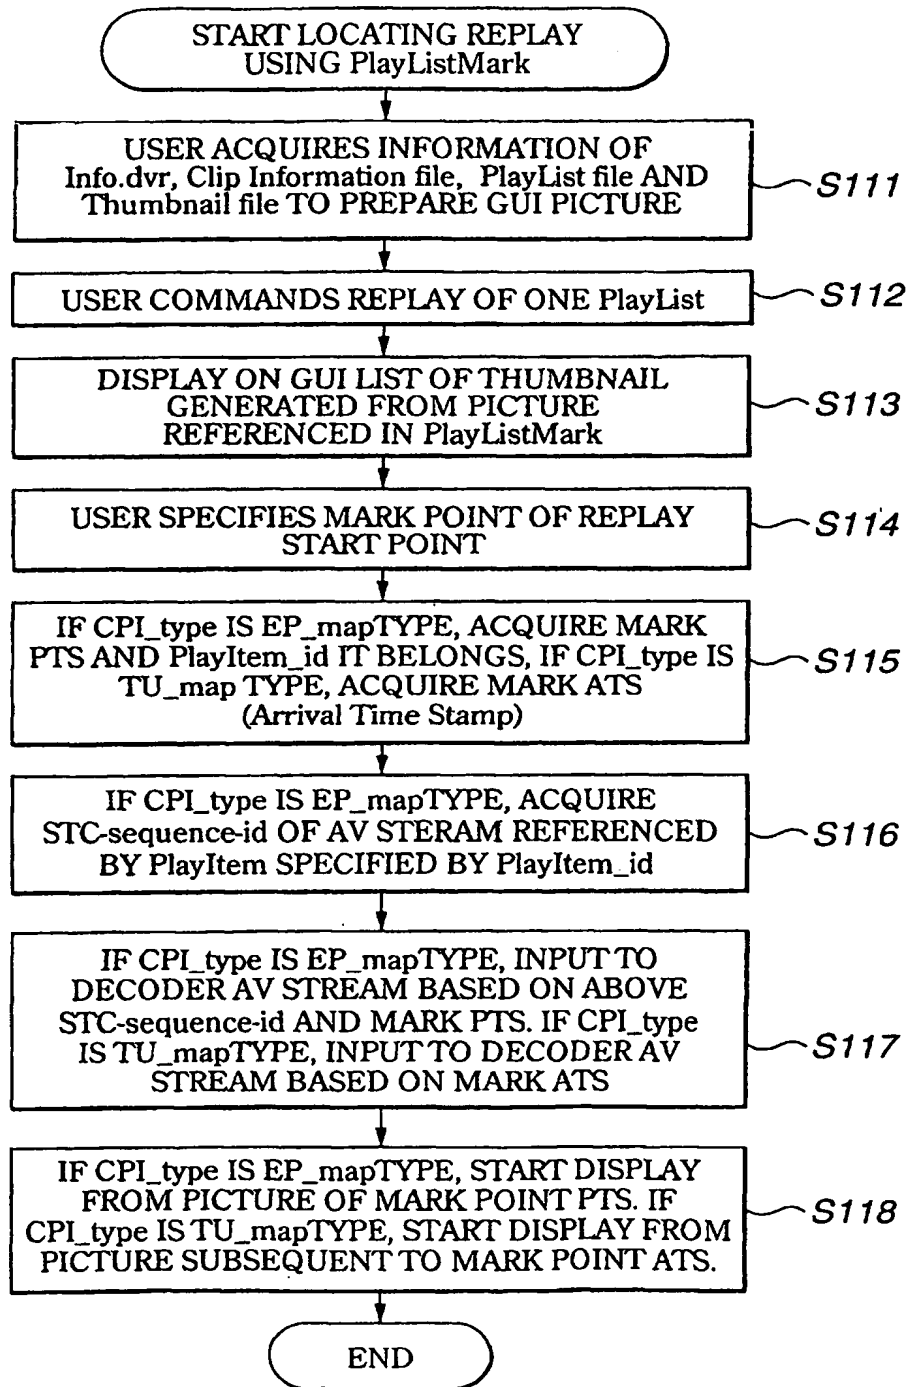 START LOCATING REPLAY
USING PlayListMark
USER ACQUIRES INFORMATION OF
Info.dvr, Clip Information file, PlayList file AND
Thumbnail file TO PREPARE GUI PICTURE
S111
USER COMMANDS REPLAY OF ONE PlayList
S112
DISPLAY ON GUI LIST OF THUMBNAIL
GENERATED FROM PICTURE
REFERENCED IN PlayListMark
S113
USER SPECIFIES MARK POINT OF REPLAY
START POINT
S114
IF CPI_type IS EP_mapTYPE, ACQUIRE MARK
PTS AND PlayItem_id IT BELONGS, IF CPI_type IS
TU_map TYPE, ACQUIRE MARK ATS
(Arrival Time Stamp)
S115
IF CPI_type IS EP_mapTYPE, ACQUIRE
STC-sequence-id OF AV STERAM REFERENCED
BY PlayItem SPECIFIED BY PlayItem_id
S116
IF CPI_type IS EP_mapTYPE, INPUT TO
DECODER AV STREAM BASED ON ABOVE
STC-sequence-id AND MARK PTS. IF CPI_type
IS TU_mapTYPE, INPUT TO DECODER AV
STREAM BASED ON MARK ATS
S117
IF CPI_type IS EP_mapTYPE, START DISPLAY
FROM PICTURE OF MARK POINT PTS. IF
CPI_type IS TU_mapTYPE, START DISPLAY FROM
PICTURE SUBSEQUENT TO MARK POINT ATS.
S118
END